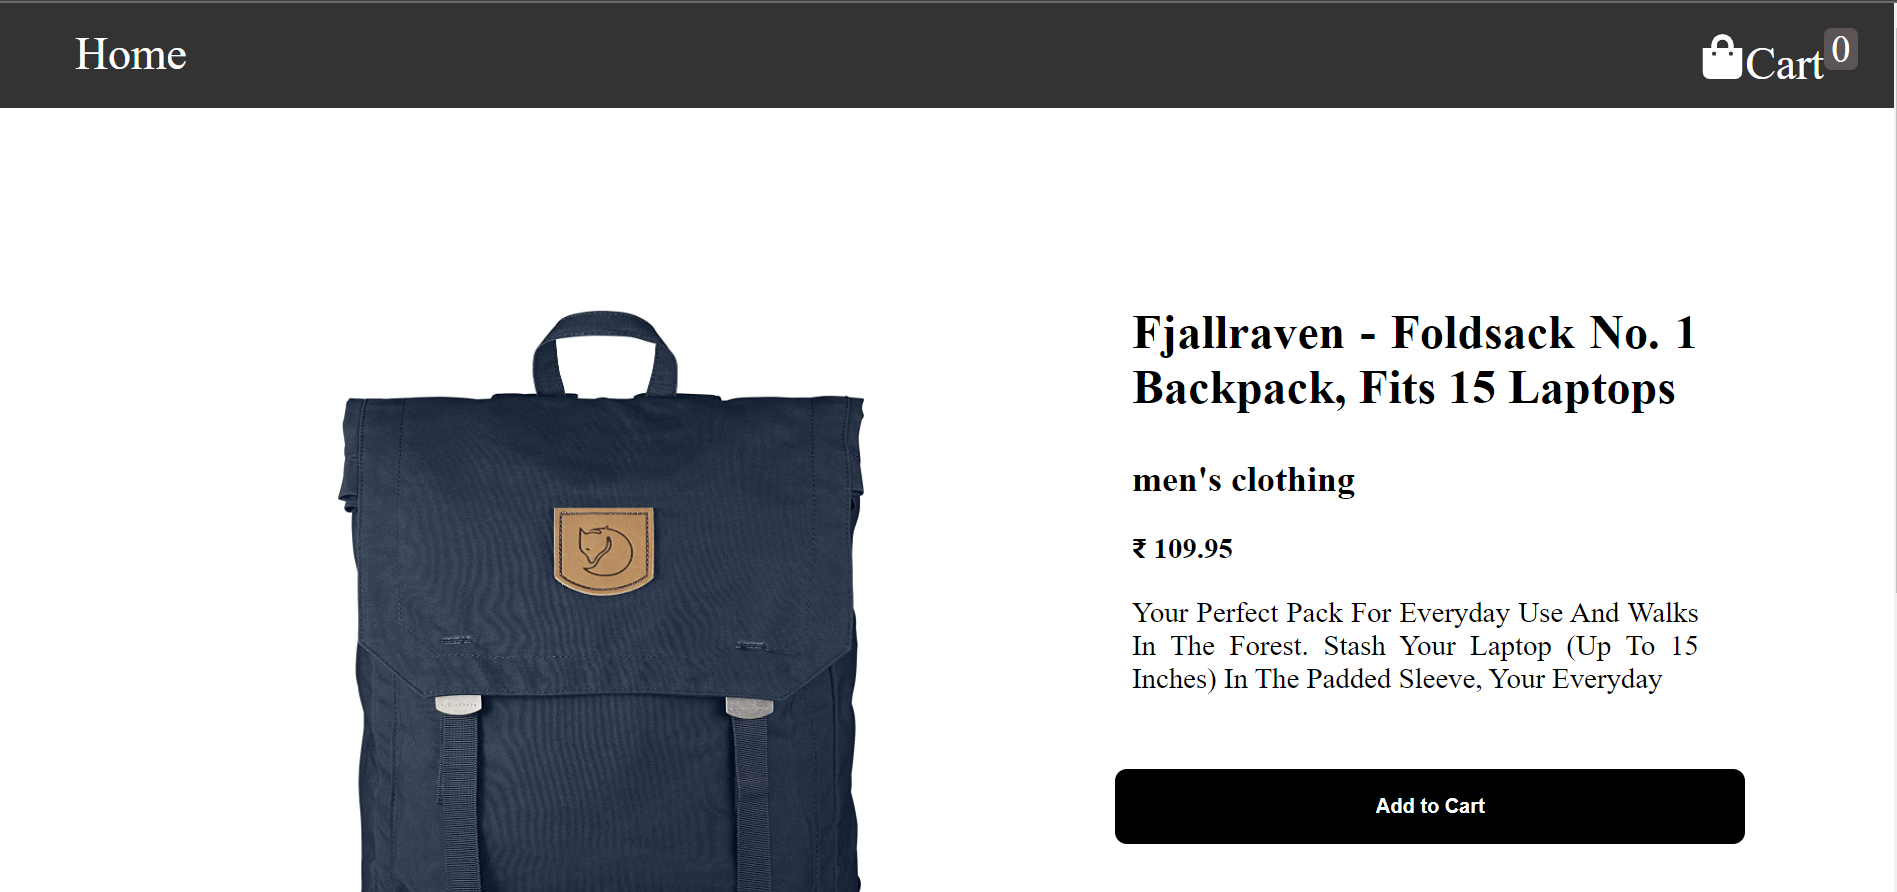 Home
Cart 0
Fjallraven - Foldsack No. 1
Backpack, Fits 15 Laptops
men's clothing
₹ 109.95
Your Perfect Pack For Everyday Use And Walks
In The Forest. Stash Your Laptop (Up To 15
Inches) In The Padded Sleeve, Your Everyday
Add to Cart